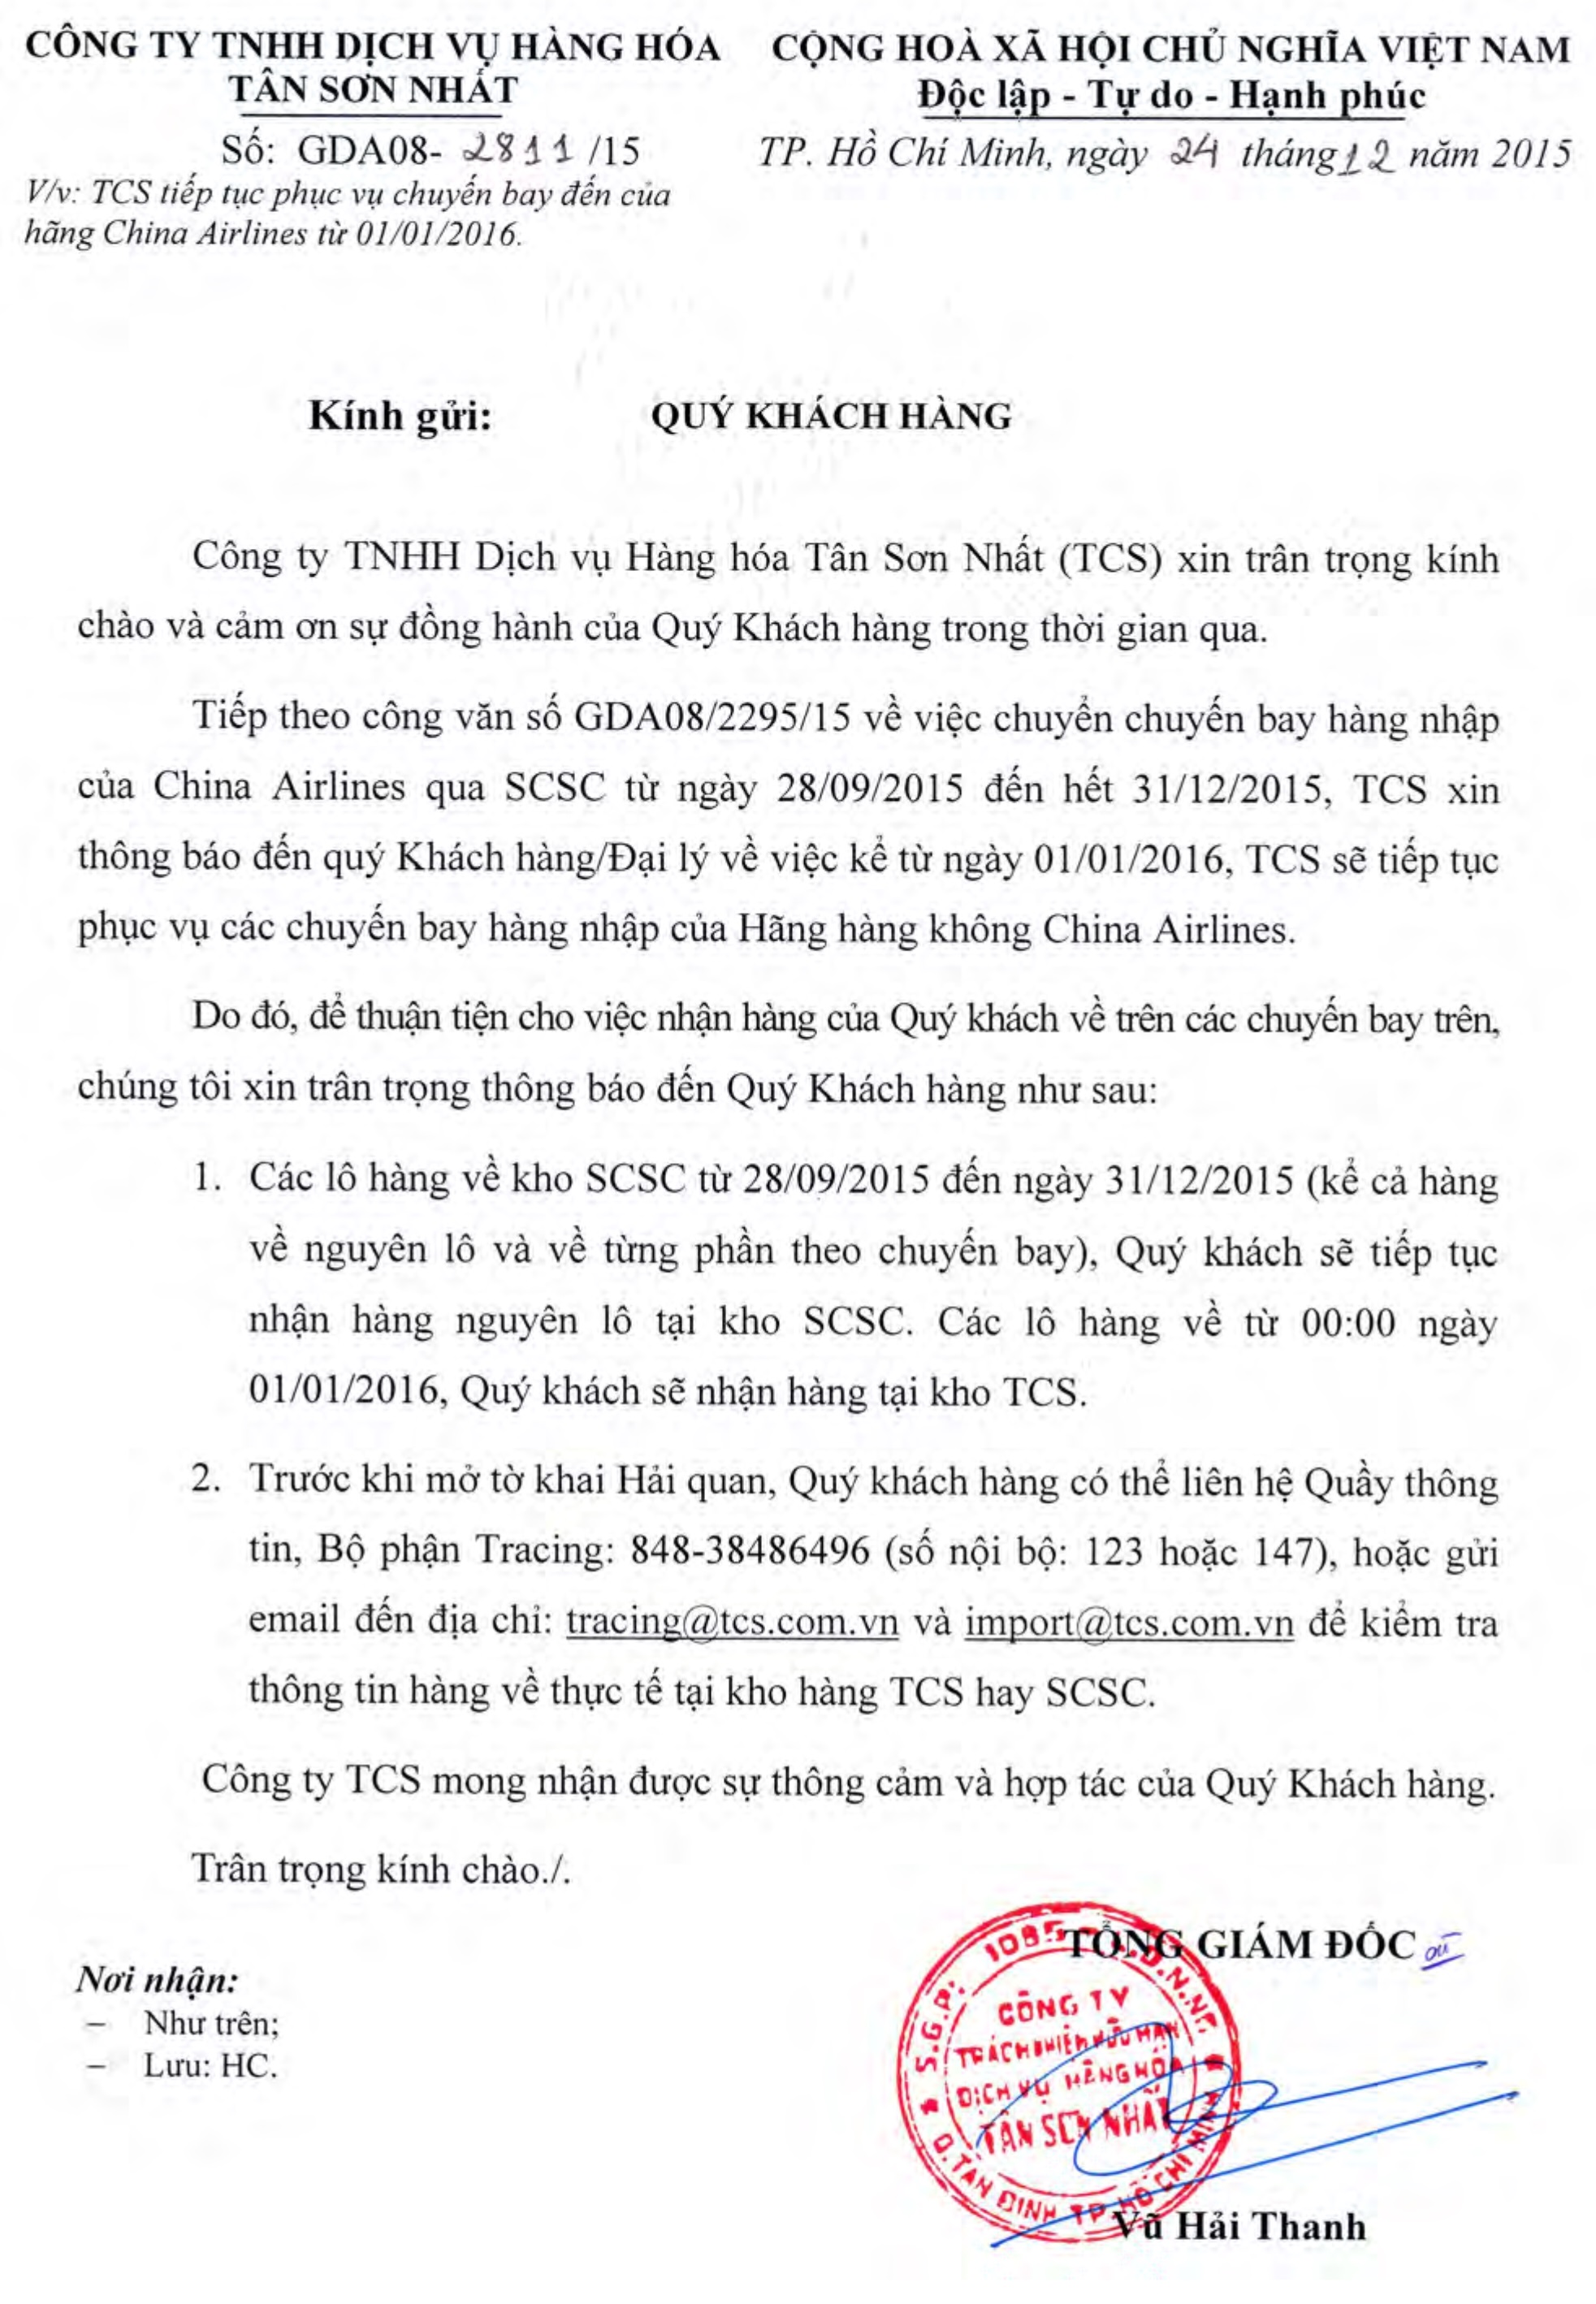 CÔNG TY TNHH DỊCH VỤ HÀNG HÓA
TÂN SƠN NHẤT
Số: GDA08- 2811 /15
V/v: TCS tiếp tục phục vụ chuyến bay đến của
hãng China Airlines từ 01/01/2016.
CỘNG HOÀ XÃ HỘI CHỦ NGHĨA VIỆT NAM
Độc lập - Tự do - Hạnh phúc
TP. Hồ Chí Minh, ngày 24 tháng 12 năm 2015
Kính gửi: QUÝ KHÁCH HÀNG
Công ty TNHH Dịch vụ Hàng hóa Tân Sơn Nhất (TCS) xin trân trọng kính
chào và cảm ơn sự đồng hành của Quý Khách hàng trong thời gian qua.
Tiếp theo công văn số GDA08/2295/15 về việc chuyển chuyến bay hàng nhập
của China Airlines qua SCSC từ ngày 28/09/2015 đến hết 31/12/2015, TCS xin
thông báo đến quý Khách hàng/Đại lý về việc kể từ ngày 01/01/2016, TCS sẽ tiếp tục
phục vụ các chuyến bay hàng nhập của Hãng hàng không China Airlines.
Do đó, để thuận tiện cho việc nhận hàng của Quý khách về trên các chuyến bay trên,
chúng tôi xin trân trọng thông báo đến Quý Khách hàng như sau:
1. Các lô hàng về kho SCSC từ 28/09/2015 đến ngày 31/12/2015 (kể cả hàng
về nguyên lô và về từng phần theo chuyến bay), Quý khách sẽ tiếp tục
nhận hàng nguyên lô tại kho SCSC. Các lô hàng về từ 00:00 ngày
01/01/2016, Quý khách sẽ nhận hàng tại kho TCS.
2. Trước khi mở tờ khai Hải quan, Quý khách hàng có thể liên hệ Quầy thông
tin, Bộ phận Tracing: 848-38486496 (số nội bộ: 123 hoặc 147), hoặc gửi
email đến địa chỉ: tracing@tcs.com.vn và import@tcs.com.vn để kiểm tra
thông tin hàng về thực tế tại kho hàng TCS hay SCSC.
Công ty TCS mong nhận được sự thông cảm và hợp tác của Quý Khách hàng.
Trân trọng kính chào./.
Nơi nhận:
– Như trên;
– Lưu: HC.
TỔNG GIÁM ĐỐC
S.G.P: 1085
CÔNG TY
TRÁCH NHIỆM HỮU HẠN
DỊCH VỤ HÀNG HÓA
TÂN SƠN NHẤT
Q.TÂN BÌNH TP.HỒ CHÍ MINH
Vũ Hải Thanh